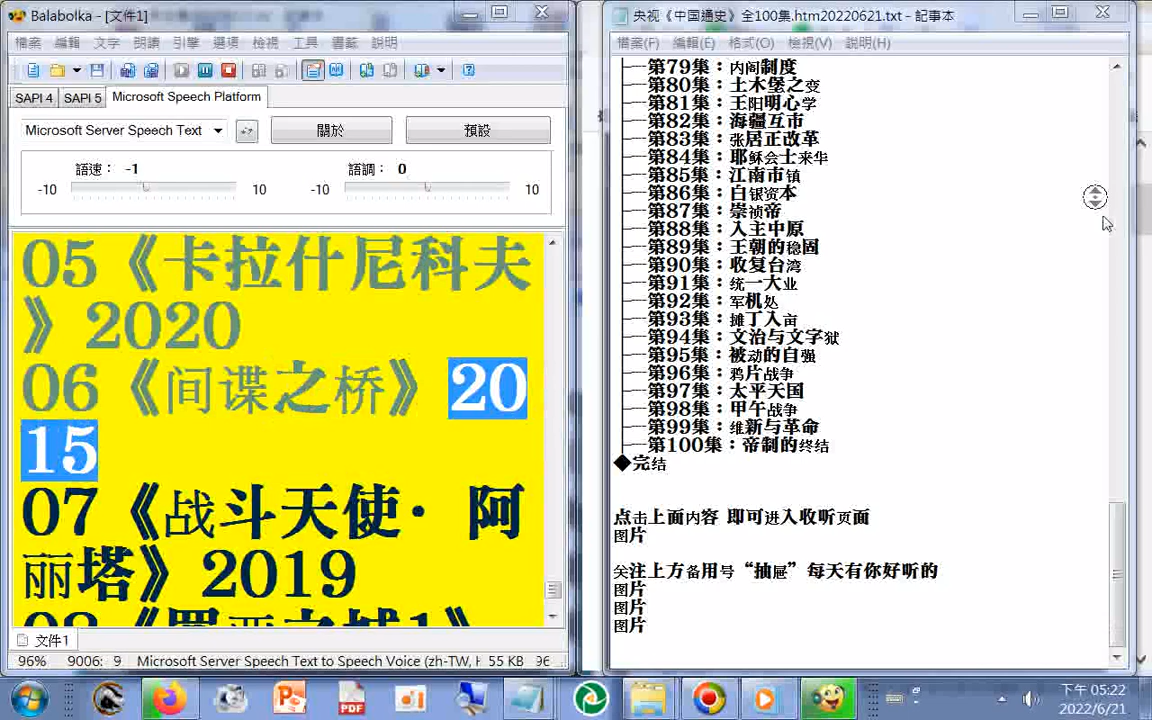 Balabolka - [文件1]
檔案 編輯 文字 朗讀 引擎 選項 檢視 工具 書籤 說明
SAPI 4 SAPI 5 Microsoft Speech Platform
Microsoft Server Speech Text 關於 預設
語速： -1 語調： 0
-10 10 -10 10
05《卡拉什尼科夫
》2020
06《间谍之桥》20
15
07《战斗天使·阿
丽塔》2019
文件1
96% 9006: 9 Microsoft Server Speech Text to Speech Voice (zh-TW, H 55 KB 96
央视《中国通史》全100集.htm20220621.txt - 記事本
檔案(F) 編輯(E) 格式(O) 檢視(V) 說明(H)
├─第79集：内阁制度
├─第80集：土木堡之变
├─第81集：王阳明心学
├─第82集：海疆互市
├─第83集：张居正改革
├─第84集：耶稣会士来华
├─第85集：江南市镇
├─第86集：白银资本
├─第87集：崇祯帝
├─第88集：入主中原
├─第89集：王朝的稳固
├─第90集：收复台湾
├─第91集：统一大业
├─第92集：军机处
├─第93集：摊丁入亩
├─第94集：文治与文字狱
├─第95集：被动的自强
├─第96集：鸦片战争
├─第97集：太平天国
├─第98集：甲午战争
├─第99集：维新与革命
├─第100集：帝制的终结
◆完结
点击上面内容 即可进入收听页面
图片
关注上方备用号“抽屉”每天有你好听的
图片
图片
图片
下午 05:22
2022/6/21